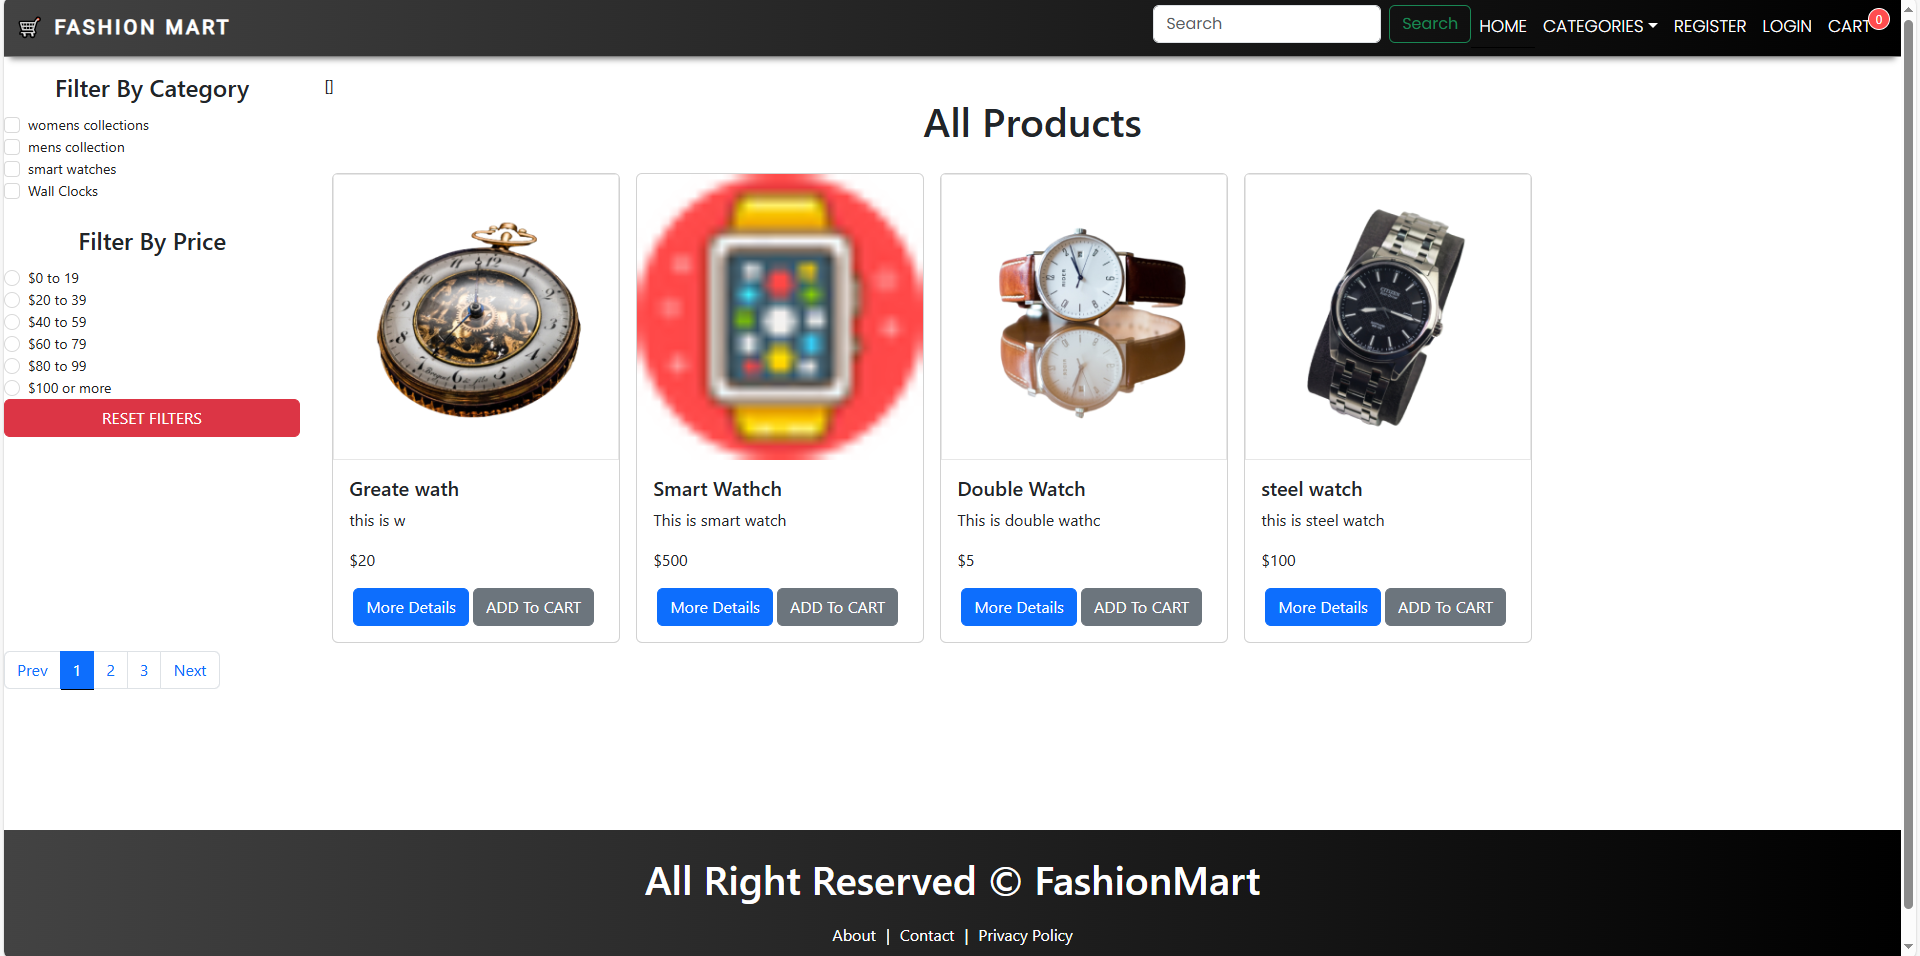 FASHION MART
Search
Search
HOME
CATEGORIES
REGISTER
LOGIN
CART
0
Filter By Category
womens collections
mens collection
smart watches
Wall Clocks
Filter By Price
$0 to 19
$20 to 39
$40 to 59
$60 to 79
$80 to 99
$100 or more
RESET FILTERS
[]
All Products
Greate wath
this is w
$20
More Details
ADD To CART
Smart Wathch
This is smart watch
$500
More Details
ADD To CART
Double Watch
This is double wathc
$5
More Details
ADD To CART
CITIZEN
steel watch
this is steel watch
$100
More Details
ADD To CART
Prev
1
2
3
Next
All Right Reserved © FashionMart
About | Contact | Privacy Policy